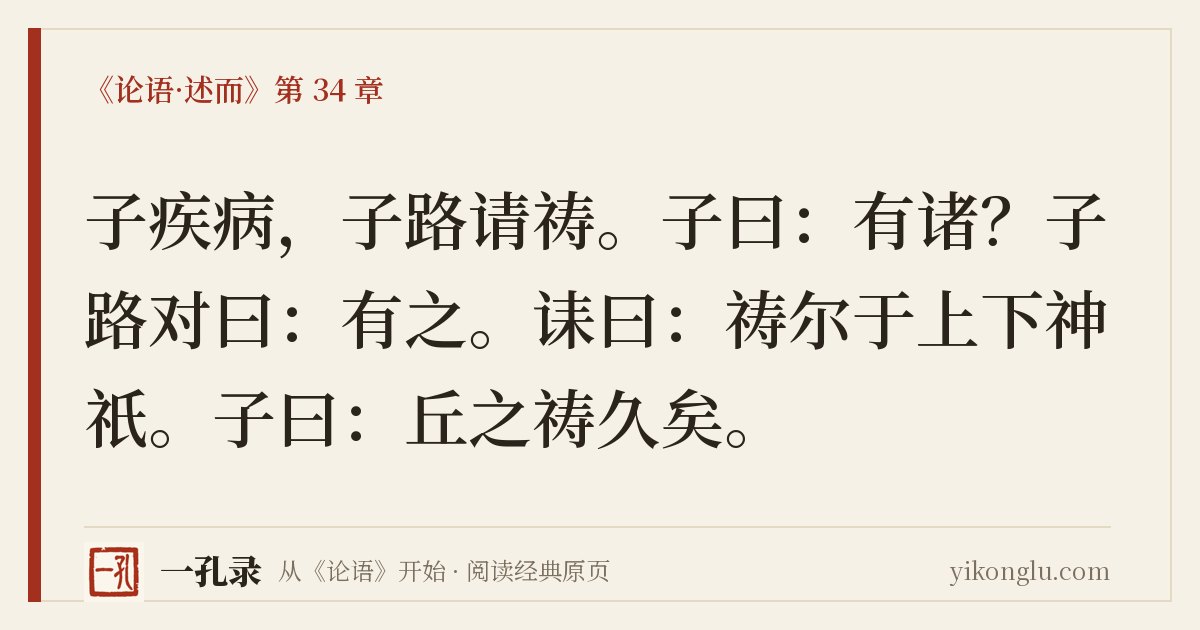 《论语·述而》第 34 章
子疾病，子路请祷。子曰：有诸？子
路对曰：有之。诔曰：祷尔于上下神
祇。子曰：丘之祷久矣。
一孔
一孔录 从《论语》开始 · 阅读经典原页 yikonglu.com